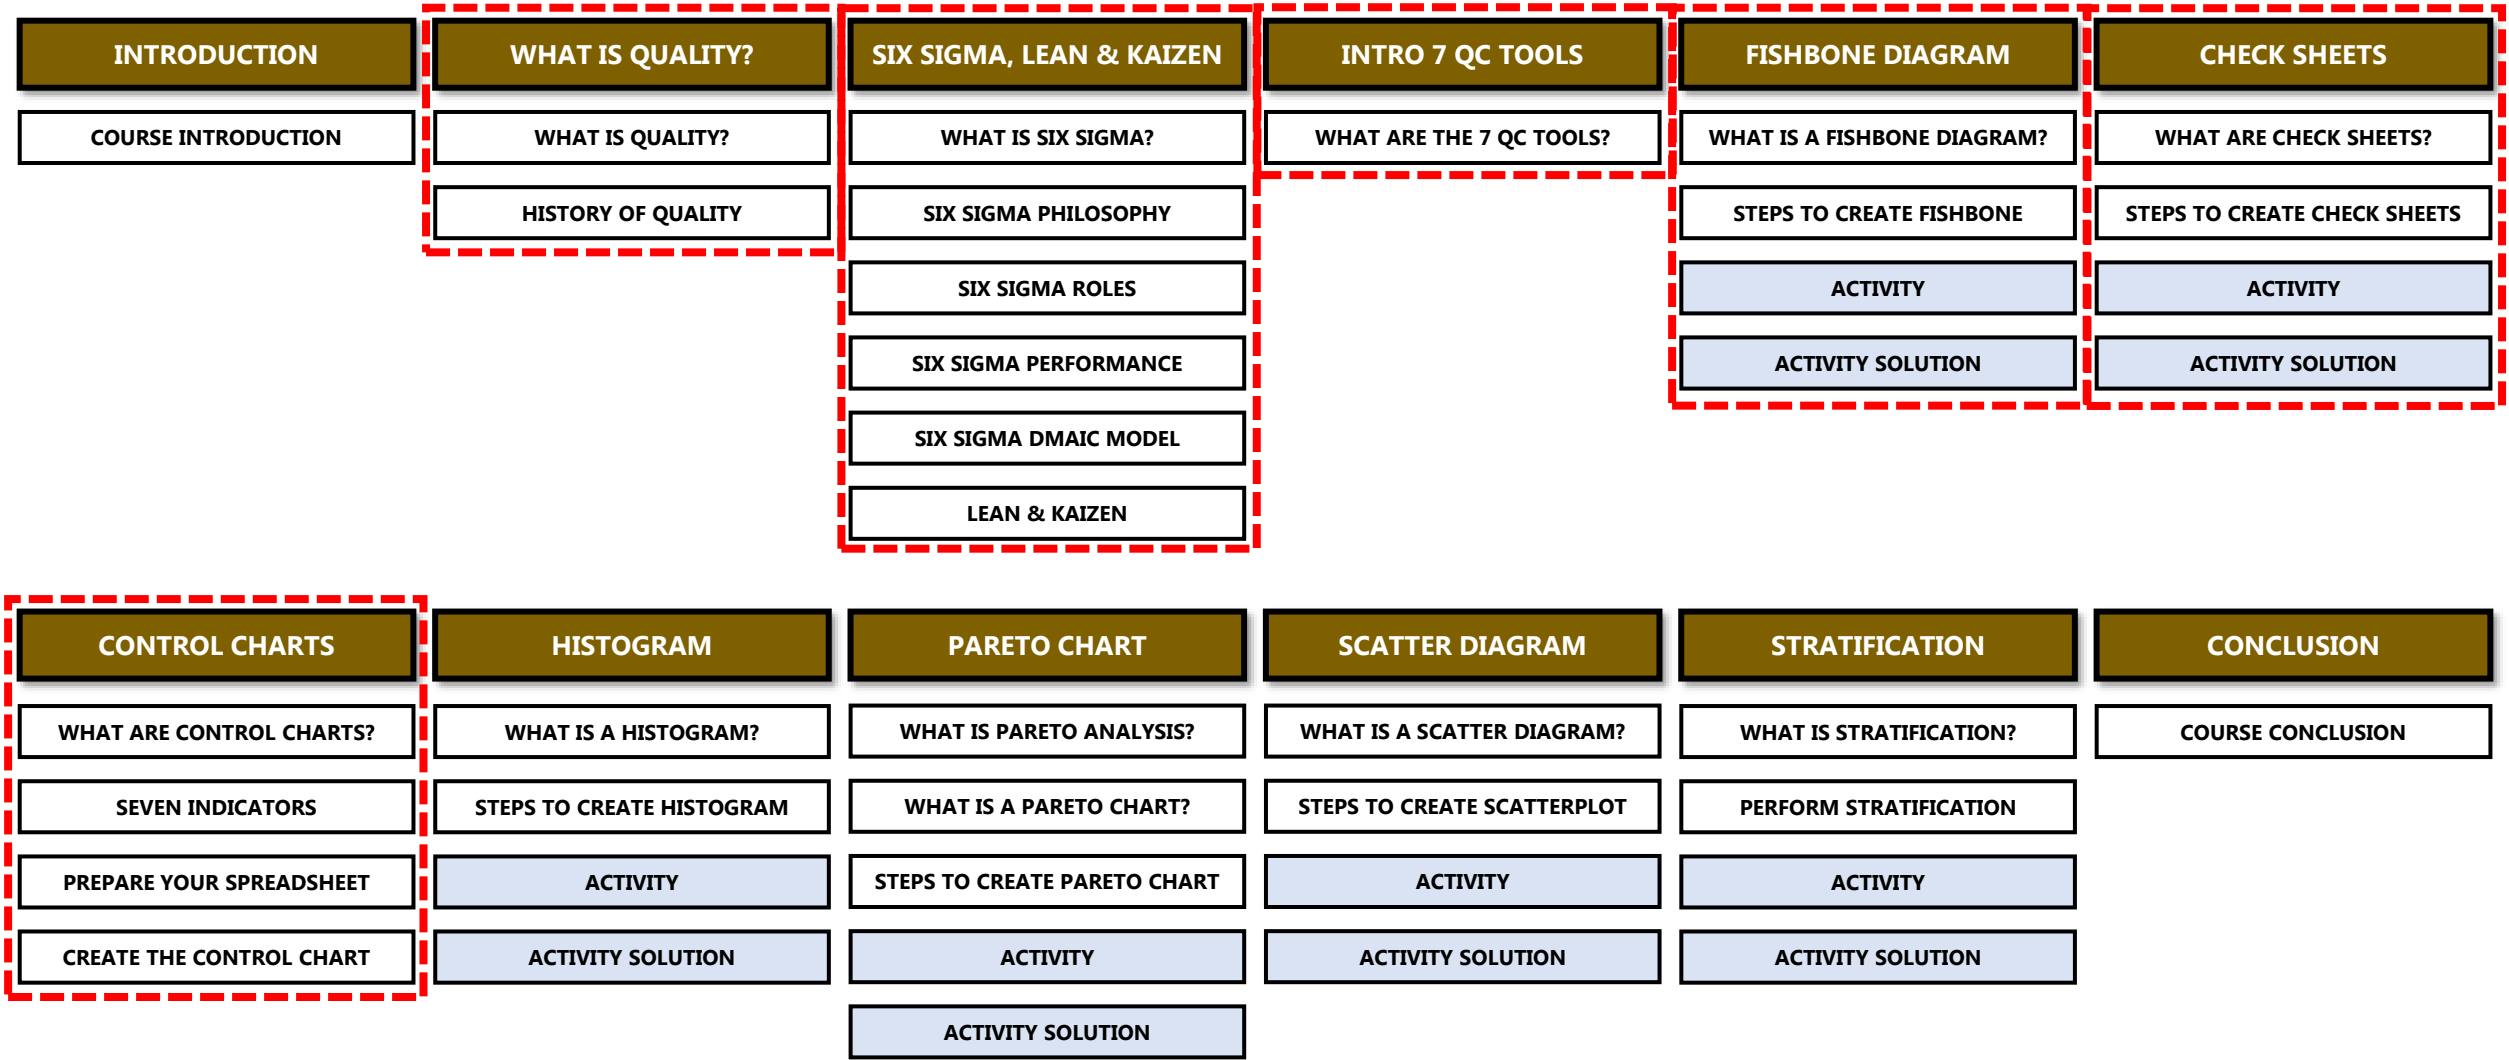 INTRODUCTION
COURSE INTRODUCTION
WHAT IS QUALITY?
WHAT IS QUALITY?
HISTORY OF QUALITY
SIX SIGMA, LEAN & KAIZEN
WHAT IS SIX SIGMA?
SIX SIGMA PHILOSOPHY
SIX SIGMA ROLES
SIX SIGMA PERFORMANCE
SIX SIGMA DMAIC MODEL
LEAN & KAIZEN
INTRO 7 QC TOOLS
WHAT ARE THE 7 QC TOOLS?
FISHBONE DIAGRAM
WHAT IS A FISHBONE DIAGRAM?
STEPS TO CREATE FISHBONE
ACTIVITY
ACTIVITY SOLUTION
CHECK SHEETS
WHAT ARE CHECK SHEETS?
STEPS TO CREATE CHECK SHEETS
ACTIVITY
ACTIVITY SOLUTION
CONTROL CHARTS
WHAT ARE CONTROL CHARTS?
SEVEN INDICATORS
PREPARE YOUR SPREADSHEET
CREATE THE CONTROL CHART
HISTOGRAM
WHAT IS A HISTOGRAM?
STEPS TO CREATE HISTOGRAM
ACTIVITY
ACTIVITY SOLUTION
PARETO CHART
WHAT IS PARETO ANALYSIS?
WHAT IS A PARETO CHART?
STEPS TO CREATE PARETO CHART
ACTIVITY
ACTIVITY SOLUTION
SCATTER DIAGRAM
WHAT IS A SCATTER DIAGRAM?
STEPS TO CREATE SCATTERPLOT
ACTIVITY
ACTIVITY SOLUTION
STRATIFICATION
WHAT IS STRATIFICATION?
PERFORM STRATIFICATION
ACTIVITY
ACTIVITY SOLUTION
CONCLUSION
COURSE CONCLUSION